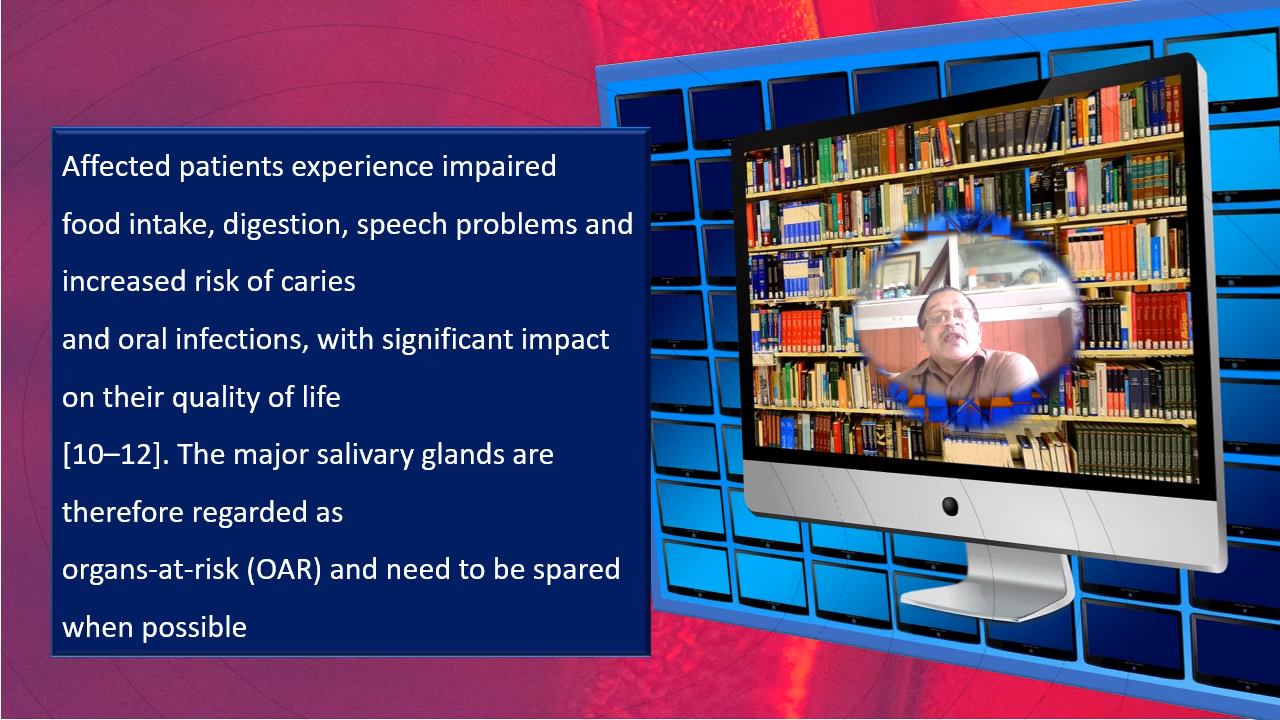 Affected patients experience impaired
food intake, digestion, speech problems and
increased risk of caries
and oral infections, with significant impact
on their quality of life
[10–12]. The major salivary glands are
therefore regarded as
organs-at-risk (OAR) and need to be spared
when possible